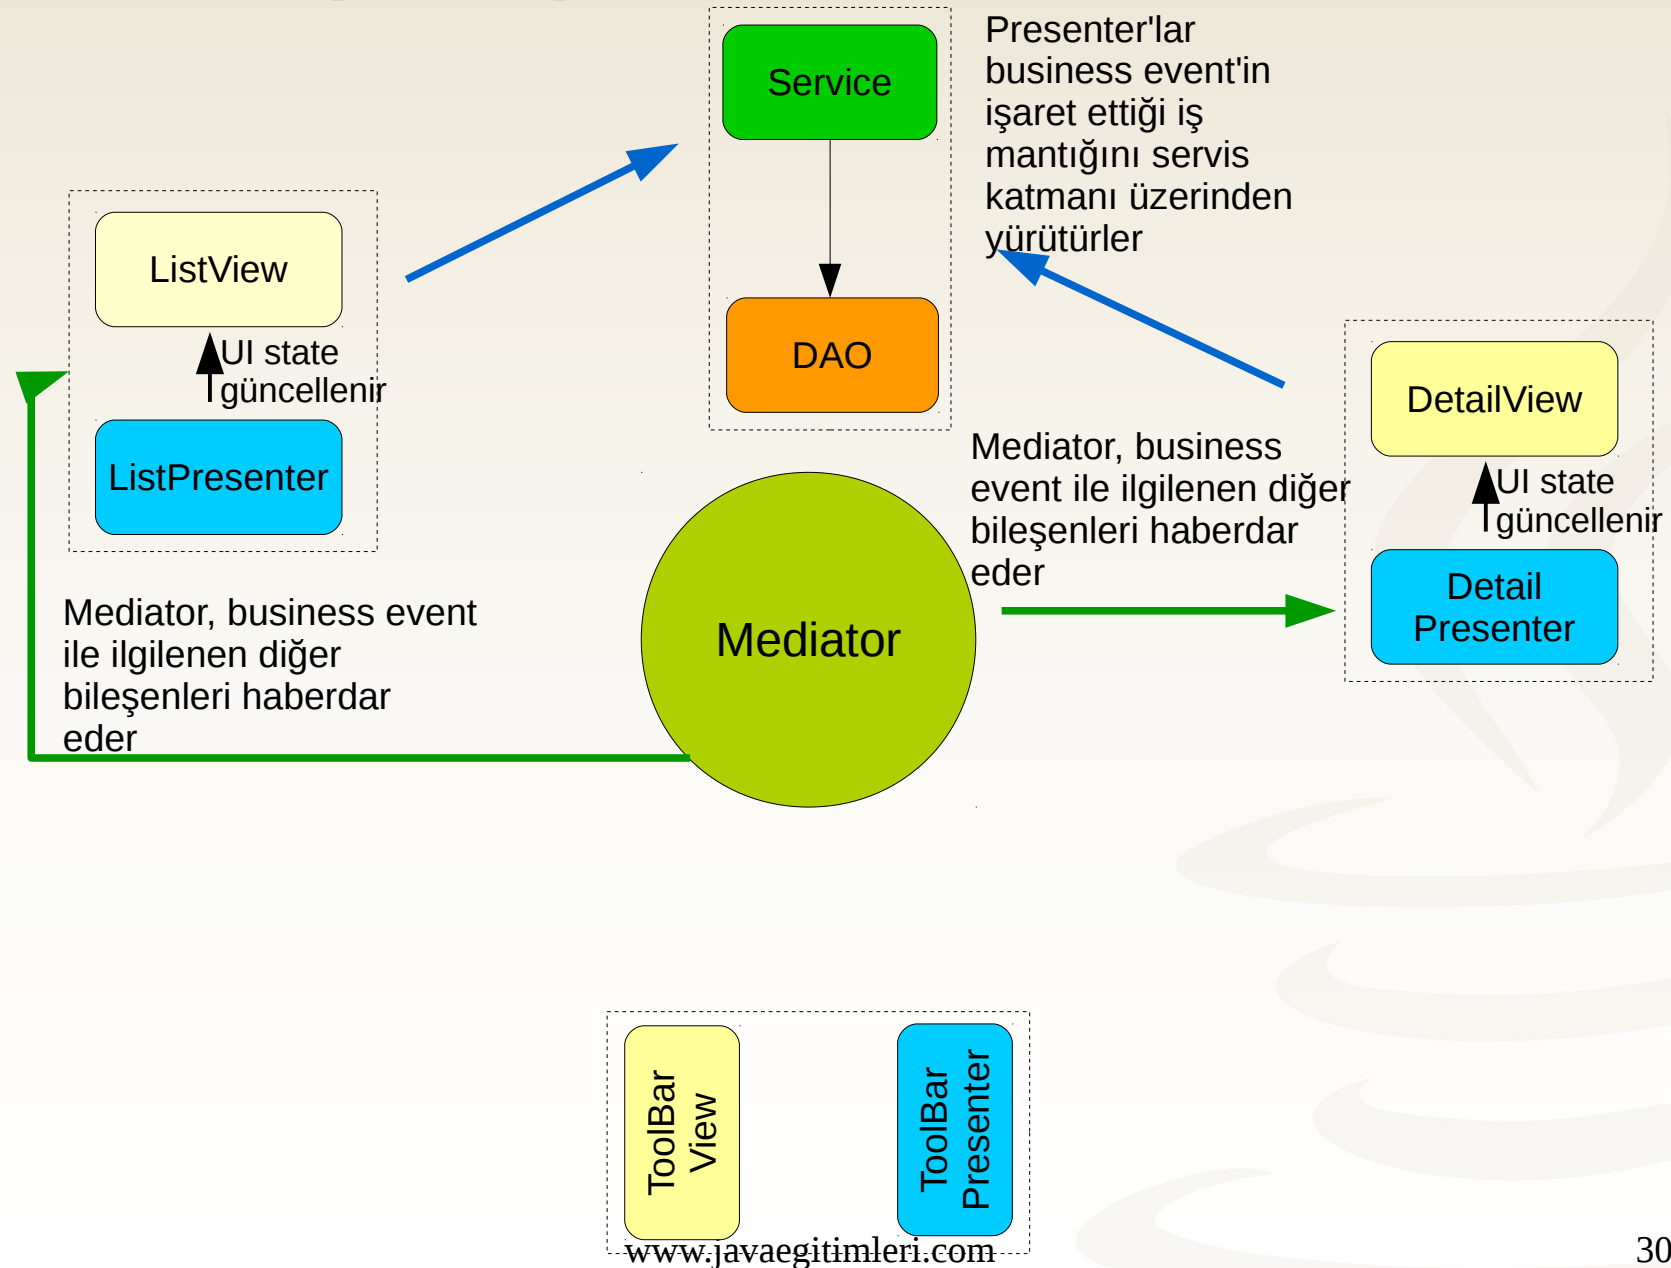 Service
Presenter'lar
business event'in
işaret ettiği iş
mantığını servis
katmanı üzerinden
yürütürler
ListView
UI state
güncellenir
ListPresenter
DAO
DetailView
UI state
güncellenir
Detail
Presenter
Mediator, business
event ile ilgilenen diğer
bileşenleri haberdar
eder
Mediator, business event
ile ilgilenen diğer
bileşenleri haberdar
eder
Mediator
ToolBar
View
ToolBar
Presenter
www.javaegitimleri.com
30